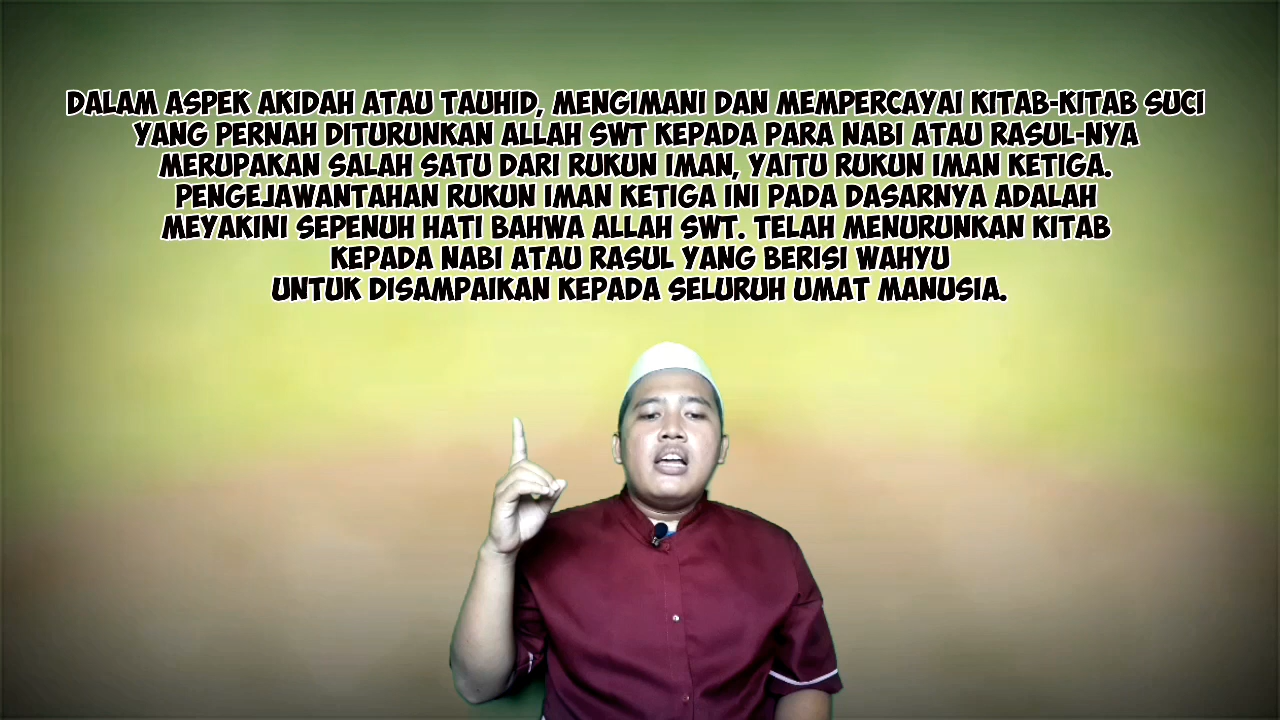 DALAM ASPEK AKIDAH ATAU TAUHID, MENGIMANI DAN MEMPERCAYAI KITAB-KITAB SUCI
YANG PERNAH DITURUNKAN ALLAH SWT KEPADA PARA NABI ATAU RASUL-NYA
MERUPAKAN SALAH SATU DARI RUKUN IMAN, YAITU RUKUN IMAN KETIGA.
PENGEJAWANTAHAN RUKUN IMAN KETIGA INI PADA DASARNYA ADALAH
MEYAKINI SEPENUH HATI BAHWA ALLAH SWT. TELAH MENURUNKAN KITAB
KEPADA NABI ATAU RASUL YANG BERISI WAHYU
UNTUK DISAMPAIKAN KEPADA SELURUH UMAT MANUSIA.